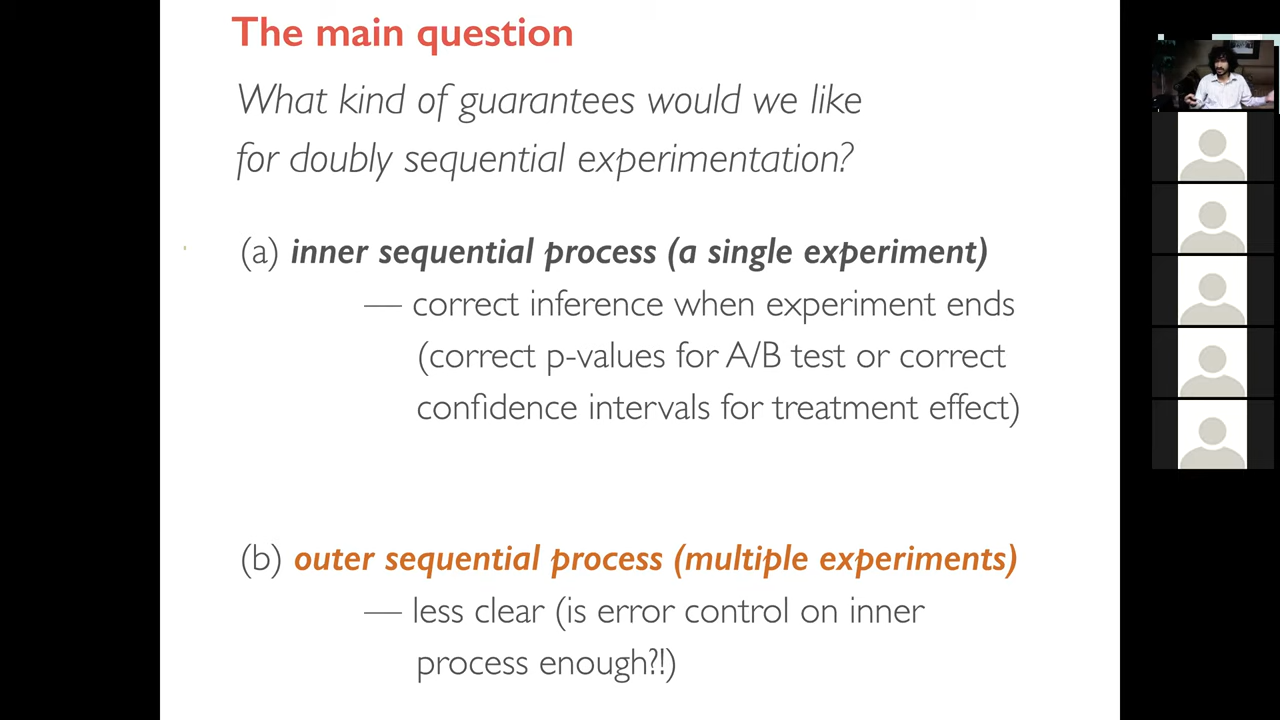 The main question
What kind of guarantees would we like
for doubly sequential experimentation?
(a) inner sequential process (a single experiment)
— correct inference when experiment ends
(correct p-values for A/B test or correct
confidence intervals for treatment effect)
(b) outer sequential process (multiple experiments)
— less clear (is error control on inner
process enough?!)